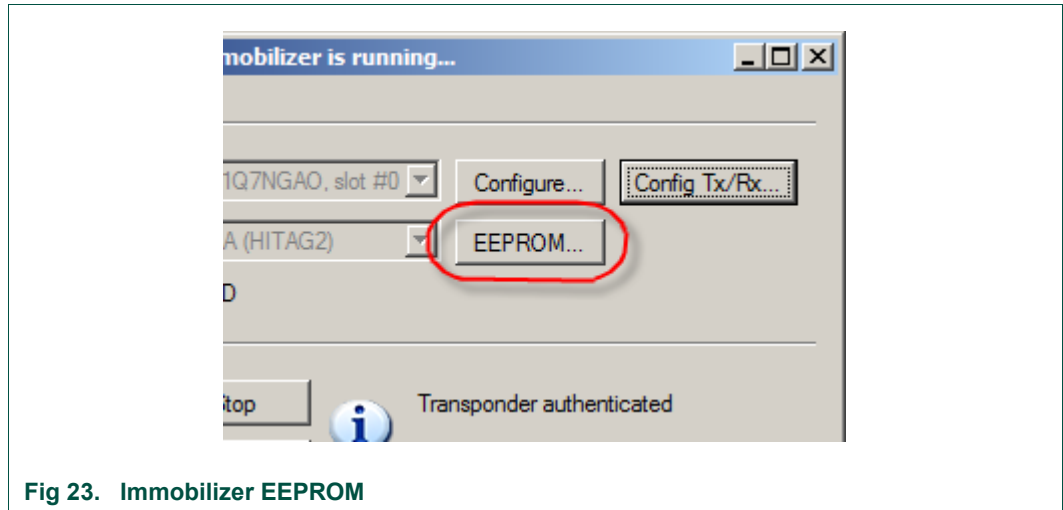 mobilizer is running...
1Q7NGAO, slot #0 Configure... Config Tx/Rx...
A (HITAG2) EEPROM...
D
Stop Transponder authenticated
Fig 23. Immobilizer EEPROM